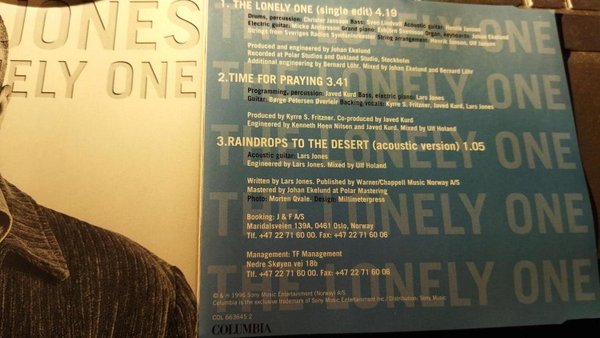 JONES
ELY ONE
1. THE LONELY ONE (single edit) 4.19
Drums, percussion: Christer Jansson Bass: Sven Lindvall Acoustic guitar: Henrik Janson
Electric guitar: Micke Andersson Grand piano: Esbjörn Svensson Organ, keyboards: Johan Ekelund
Strings from Sveriges Radios Symfoniorkester String arrangement: Henrik Janson, Ulf Janson
Produced and engineered by Johan Ekelund
Recorded at Polar Studios and Oakland Studio, Stockholm
Additional engineering by Bernard Löhr. Mixed by Johan Ekelund and Bernard Löhr
2.TIME FOR PRAYING 3.41
Programming, percussion: Javed Kurd Bass, electric piano: Lars Jones
Guitar: Børge Petersen Øverleir Backing vocals: Kyrre S. Fritzner, Javed Kurd, Lars Jones
Produced by Kyrre S. Fritzner. Co-produced by Javed Kurd
Engineered by Kenneth Hoen Nilsen and Javed Kurd. Mixed by Ulf Holand
3.RAINDROPS TO THE DESERT (acoustic version) 1.05
Acoustic guitar: Lars Jones
Engineered by Lars Jones. Mixed by Ulf Holand
Written by Lars Jones. Published by Warner/Chappell Music Norway A/S
Mastered by Johan Ekelund at Polar Mastering
Photo: Morten Qvale. Design: Millimeterpress
Booking: J & F A/S
Maridalsveien 139A, 0461 Oslo, Norway
Tlf. +47 22 71 60 00. Fax: +47 22 71 60 06
Management: TF Management
Nedre Skøyen vei 18b
Tlf. +47 22 71 60 00. Fax: +47 22 71 60 06
© & ℗ 1996 Sony Music Entertainment (Norway) A/S
Columbia is the exclusive trademark of Sony Music Entertainment Inc./ Distribution: Sony Music
COL 663645 2
COLUMBIA
THE LONELY ONE
THE LONELY ONE
THE LONELY ONE
THE LONELY ONE
THE LONELY ONE